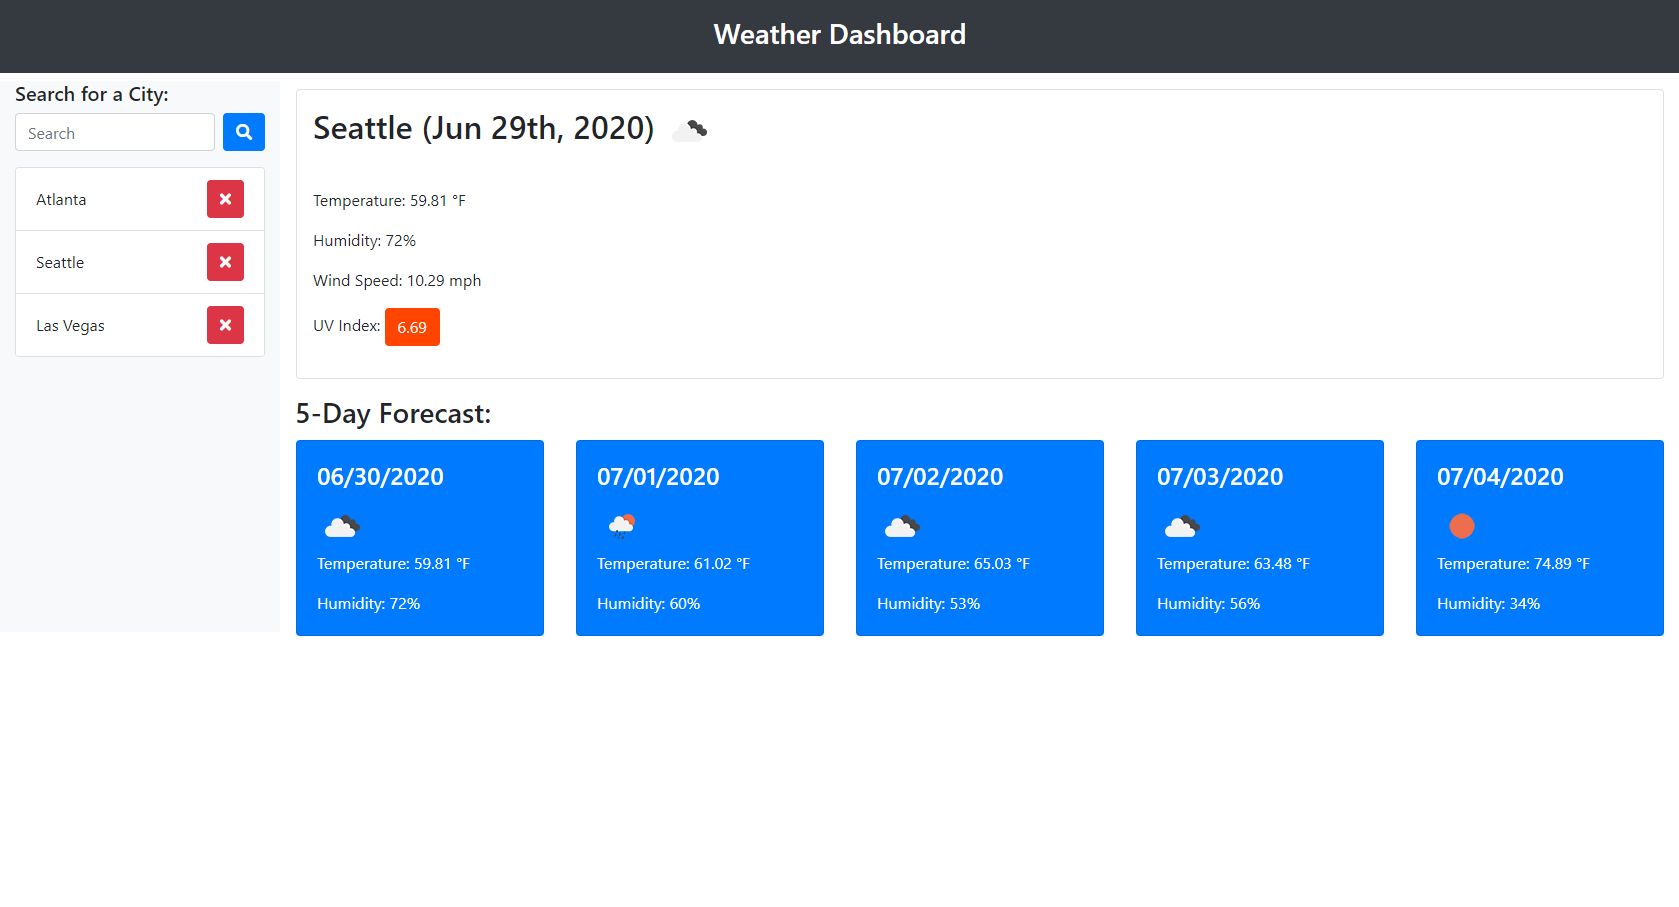 Weather Dashboard
Search for a City:
Search
Atlanta
Seattle
Las Vegas
Seattle (Jun 29th, 2020)
Temperature: 59.81 °F
Humidity: 72%
Wind Speed: 10.29 mph
UV Index: 6.69
5-Day Forecast:
06/30/2020
Temperature: 59.81 °F
Humidity: 72%
07/01/2020
Temperature: 61.02 °F
Humidity: 60%
07/02/2020
Temperature: 65.03 °F
Humidity: 53%
07/03/2020
Temperature: 63.48 °F
Humidity: 56%
07/04/2020
Temperature: 74.89 °F
Humidity: 34%